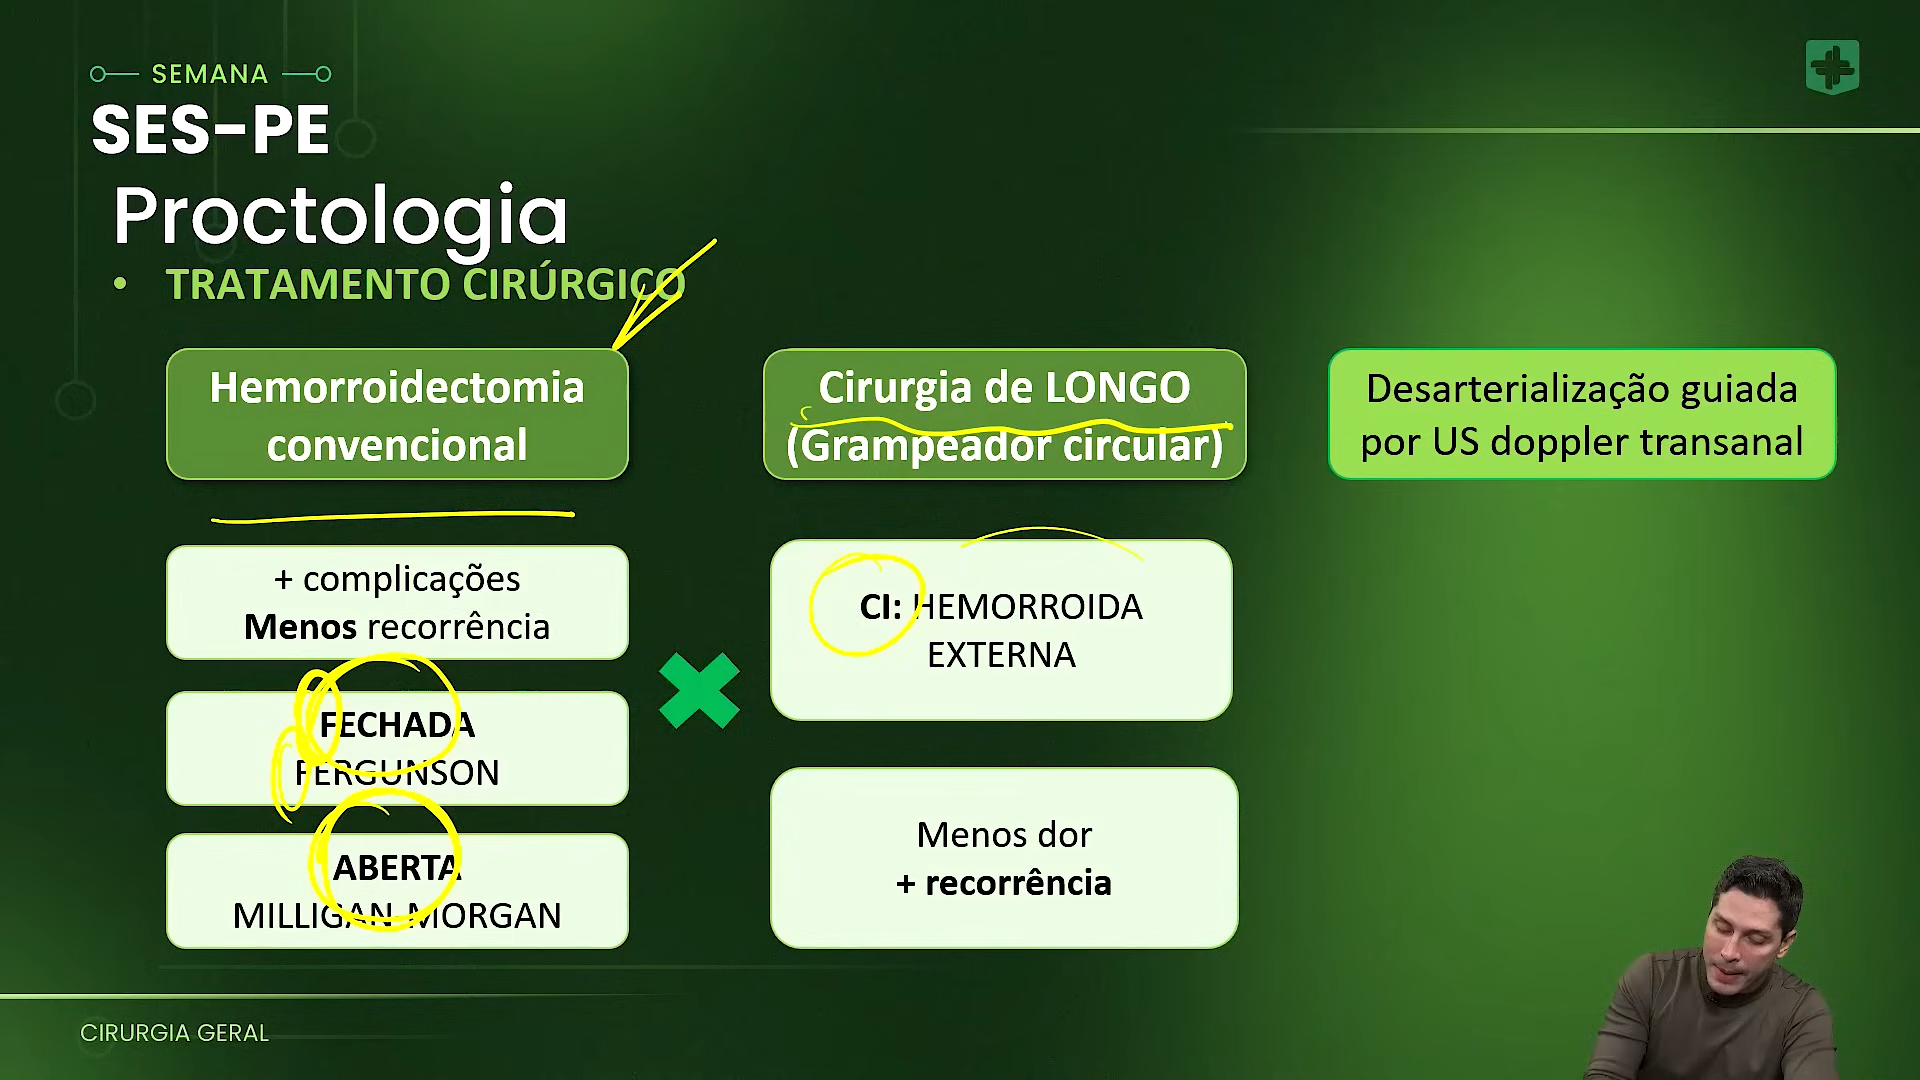 SEMANA
SES-PE
Proctologia
• TRATAMENTO CIRÚRGICO
Hemorroidectomia
convencional
+ complicações
Menos recorrência
FECHADA
FERGUNSON
ABERTA
MILLIGAN-MORGAN
Cirurgia de LONGO
(Grampeador circular)
CI: HEMORROIDA
EXTERNA
Menos dor
+ recorrência
Desarterialização guiada
por US doppler transanal
CIRURGIA GERAL